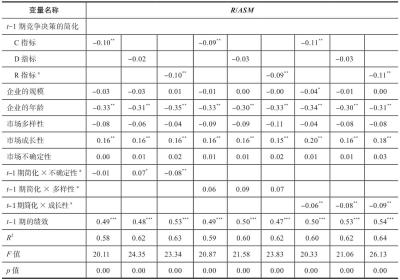 变量名称 R/ASM
t-1 期竞争决策的简化
C 指标 -0.10** -0.09** -0.11**
D 指标 -0.02 -0.03 -0.03
R 指标a -0.10** -0.09** -0.11**
企业的规模 -0.03 -0.03 0.01 -0.01 0.00 -0.00 -0.04* -0.01 0.00
企业的年龄 -0.33** -0.31** -0.35** -0.33** -0.30** -0.33** -0.34** -0.30** -0.31**
市场多样性 -0.08 -0.06 -0.04 -0.09 -0.09 -0.11 -0.04 -0.08 -0.08
市场成长性 0.16** 0.16** 0.16** 0.16** 0.16** 0.15** 0.20** 0.16** 0.18**
市场不确定性 0.00 0.01 0.02 0.01 0.01 0.02 0.01 0.01 0.03
t-1期简化 × 不确定性a -0.01 0.07* -0.08**
t-1 期简化 × 多样性a 0.06 0.09 0.07
t-1期简化 × 成长性a -0.06** -0.08** -0.09**
t-1 期的绩效 0.49*** 0.48*** 0.53*** 0.49*** 0.50*** 0.47*** 0.50*** 0.53*** 0.54***
R² 0.58 0.62 0.63 0.59 0.60 0.62 0.60 0.62 0.64
F 值 20.11 24.35 23.34 20.87 21.58 23.83 20.33 21.06 26.13
p 值 0.00 0.00 0.00 0.00 0.00 0.00 0.00 0.00 0.00